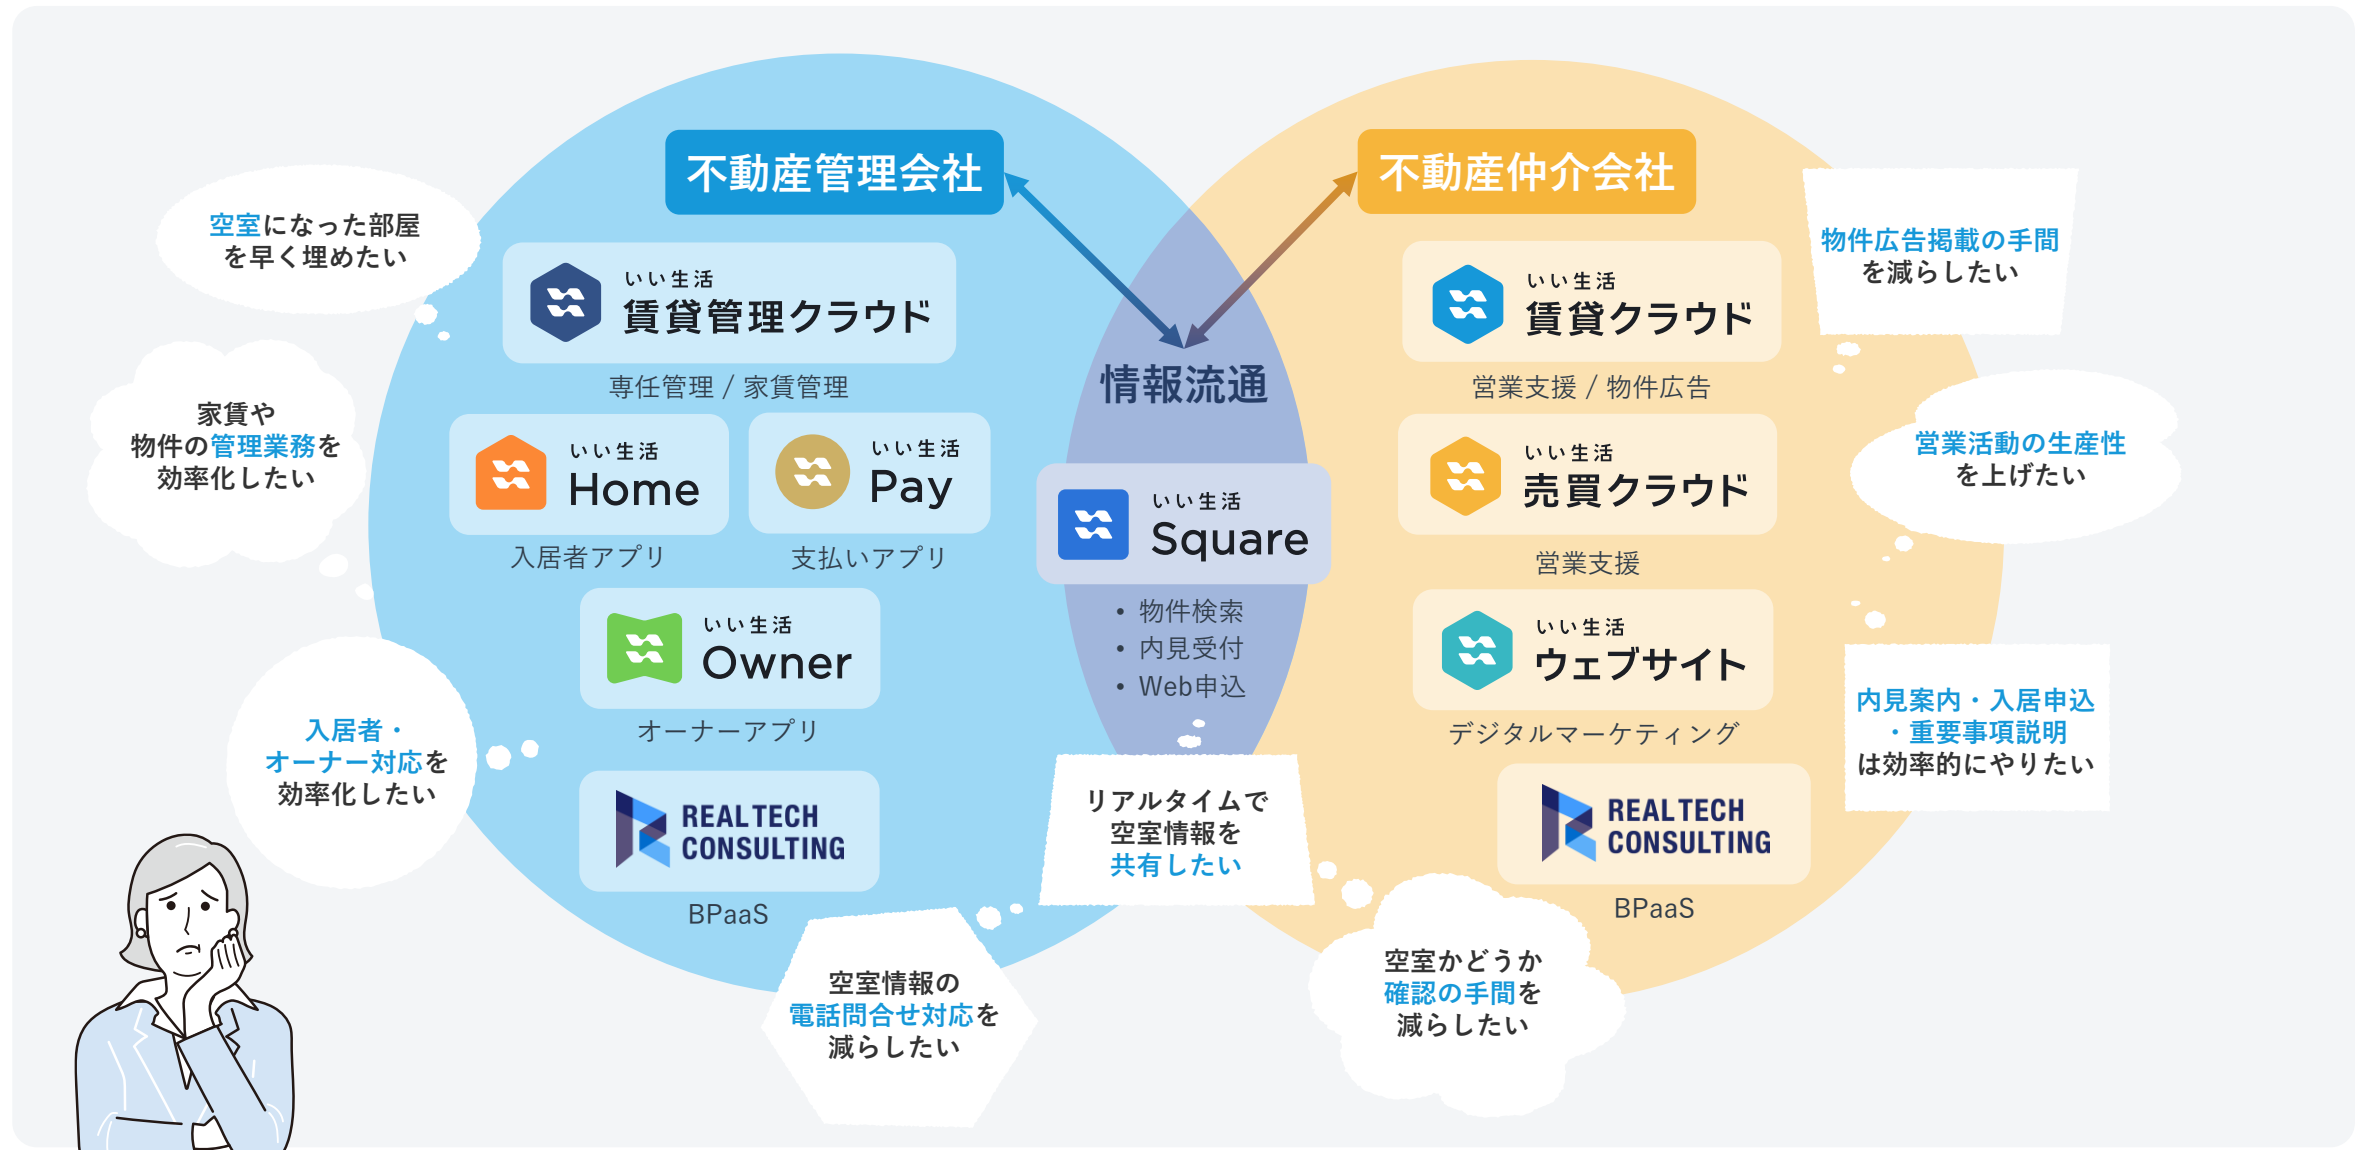 不動産管理会社
不動産仲介会社
空室になった部屋
を早く埋めたい
家賃や
物件の管理業務を
効率化したい
入居者・
オーナー対応を
効率化したい
いい生活
賃貸管理クラウド
専任管理 / 家賃管理
いい生活
Home
入居者アプリ
いい生活
Pay
支払いアプリ
いい生活
Owner
オーナーアプリ
REALTECH
CONSULTING
BPaaS
情報流通
いい生活
Square
• 物件検索
• 内見受付
• Web申込
リアルタイムで
空室情報を
共有したい
空室情報の
電話問合せ対応を
減らしたい
いい生活
賃貸クラウド
営業支援 / 物件広告
いい生活
売買クラウド
営業支援
いい生活
ウェブサイト
デジタルマーケティング
REALTECH
CONSULTING
BPaaS
物件広告掲載の手間
を減らしたい
営業活動の生産性
を上げたい
内見案内・入居申込
・重要事項説明
は効率的にやりたい
空室かどうか
確認の手間を
減らしたい